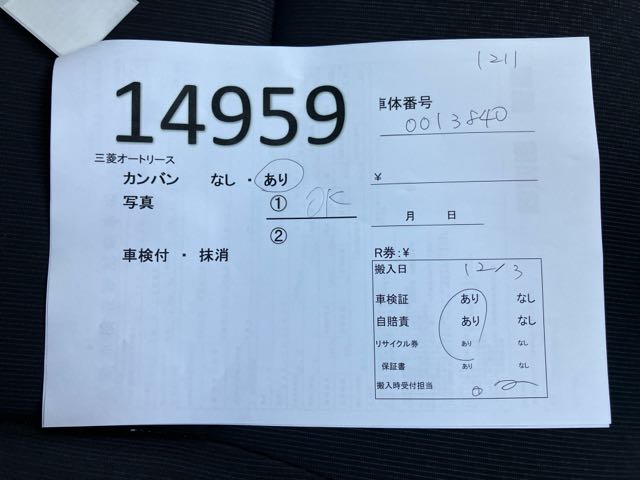 1211
14959
車体番号
0013840
三菱オートリース
カンバン なし ・ あり
¥
写真 ① OK
月 日
②
車検付 ・ 抹消
R券:¥
搬入日 12/3
車検証 あり なし
自賠責 あり なし
リサイクル券 あり なし
保証書 あり なし
搬入時受付担当